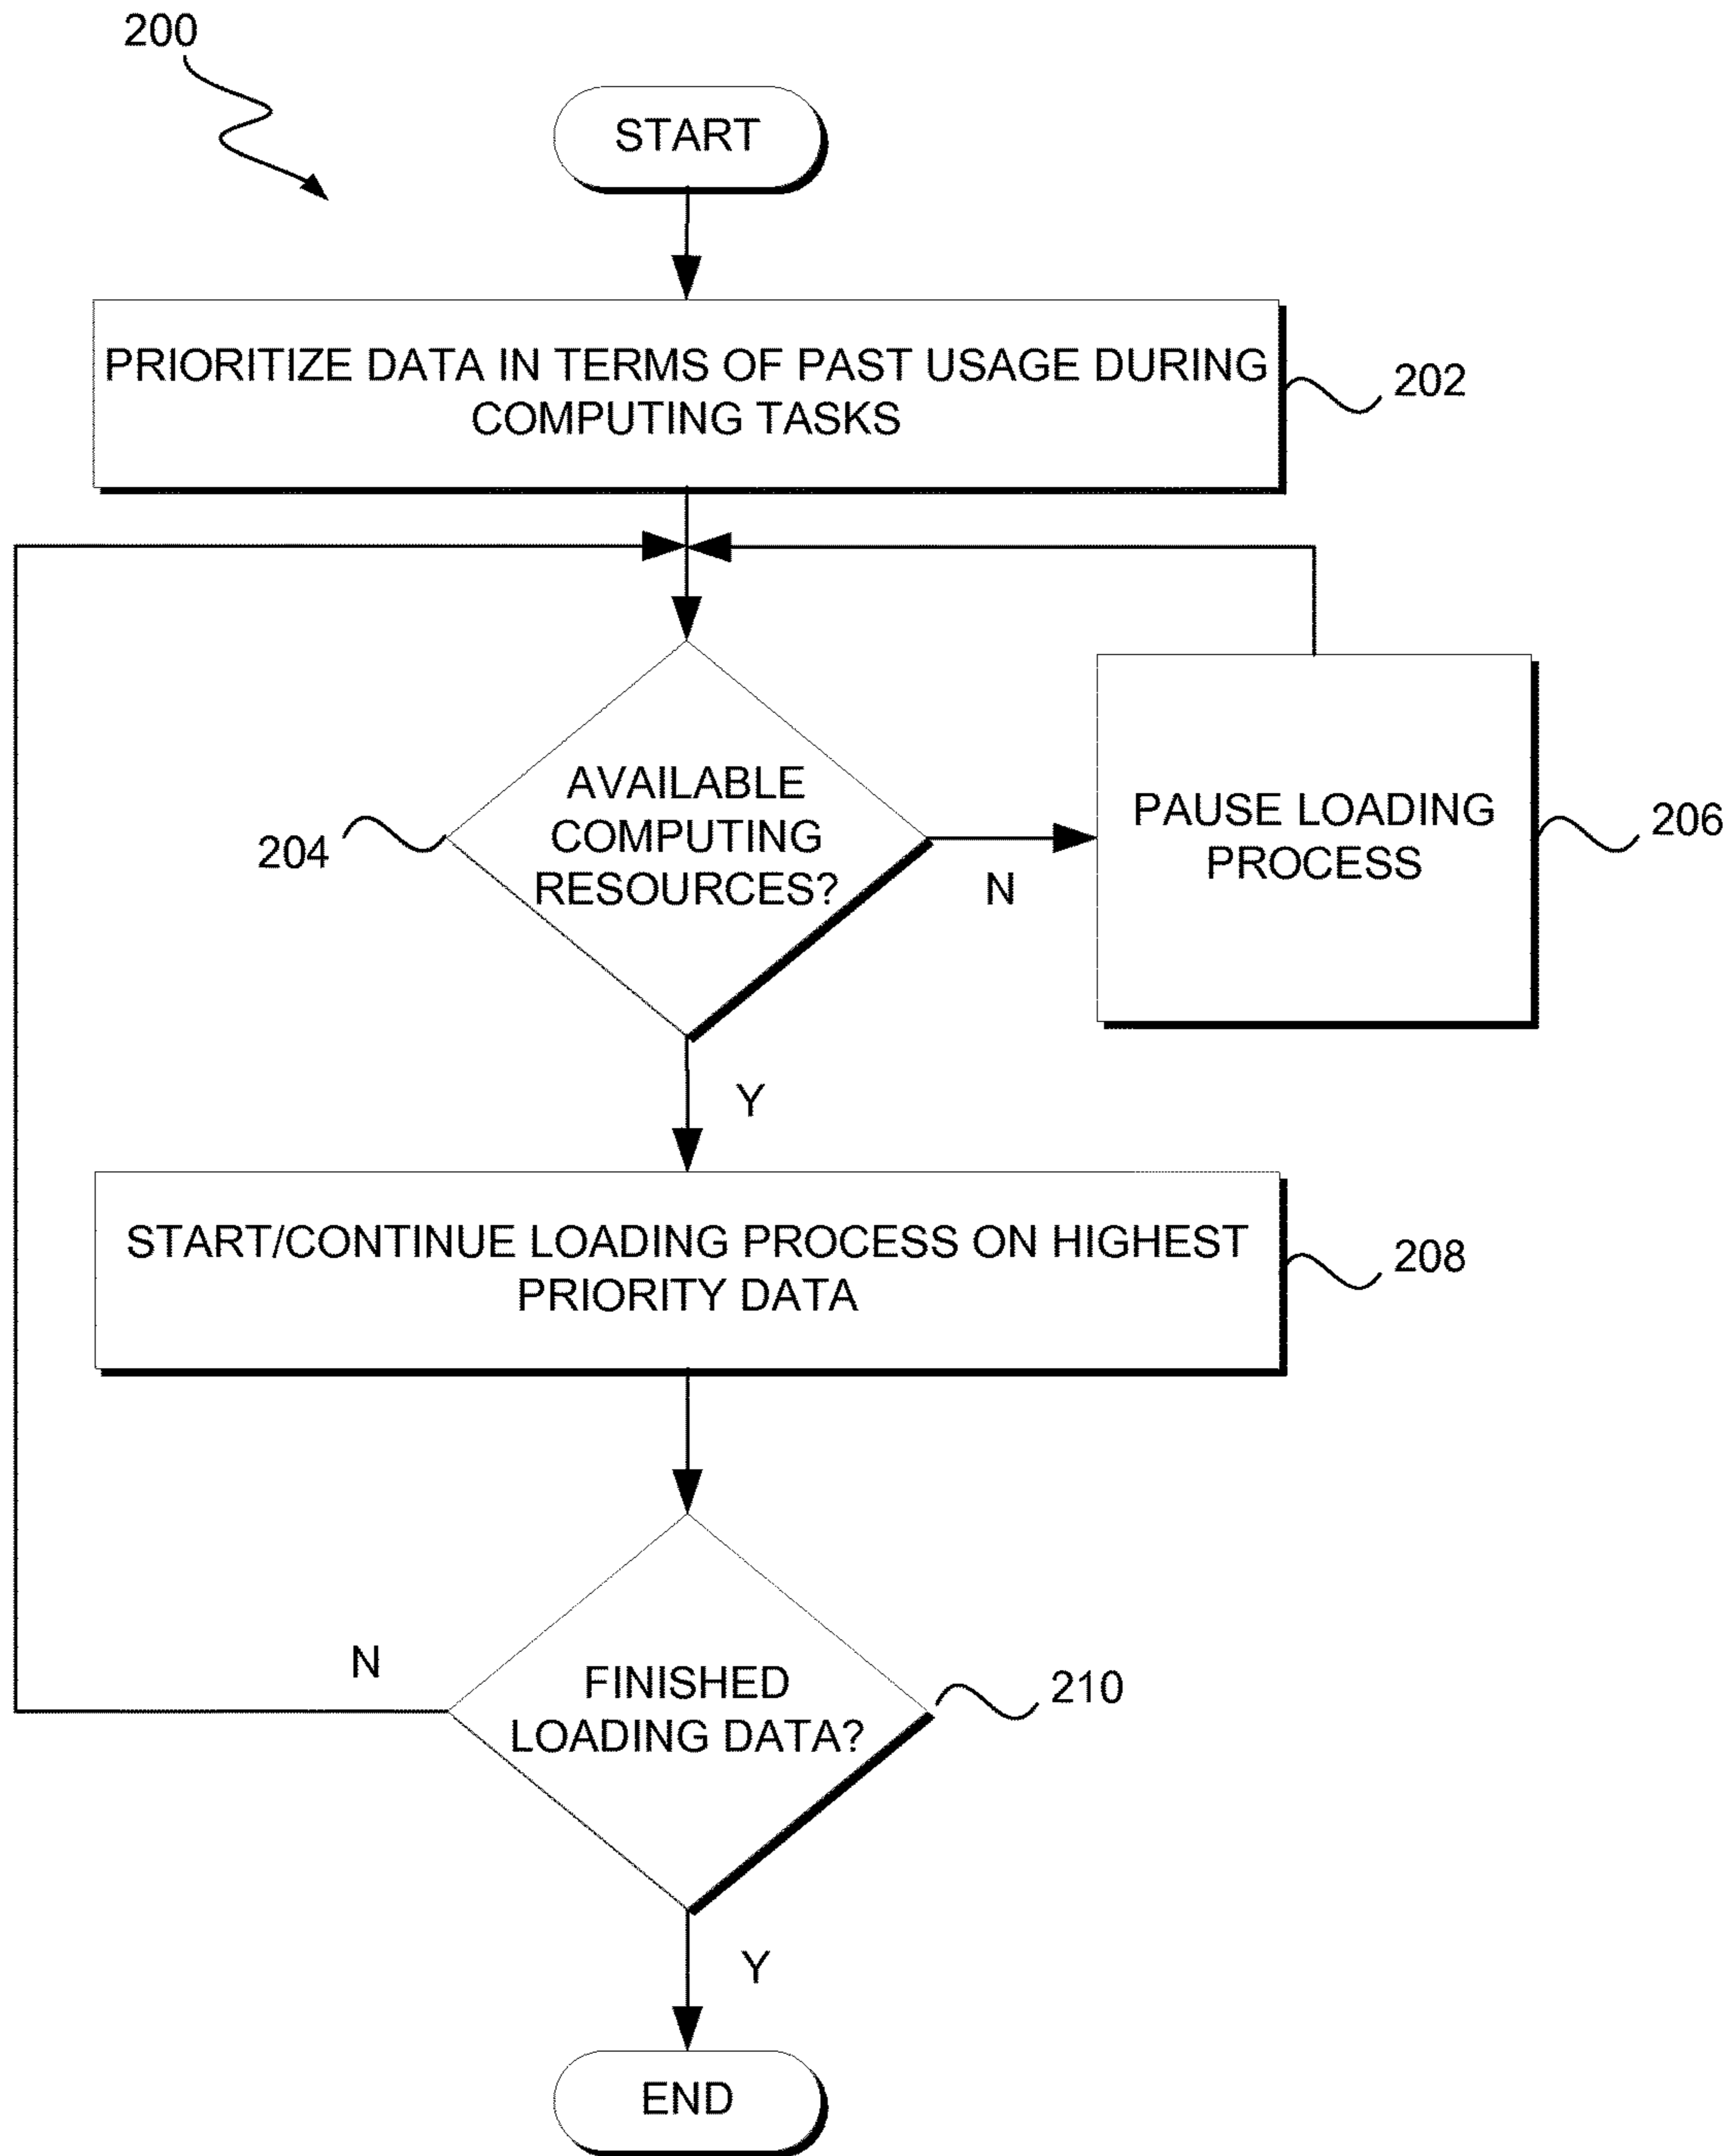 200
START
PRIORITIZE DATA IN TERMS OF PAST USAGE DURING
COMPUTING TASKS
202
AVAILABLE
COMPUTING
RESOURCES?
204
N
PAUSE LOADING
PROCESS
206
Y
START/CONTINUE LOADING PROCESS ON HIGHEST
PRIORITY DATA
208
N
FINISHED
LOADING DATA?
210
Y
END